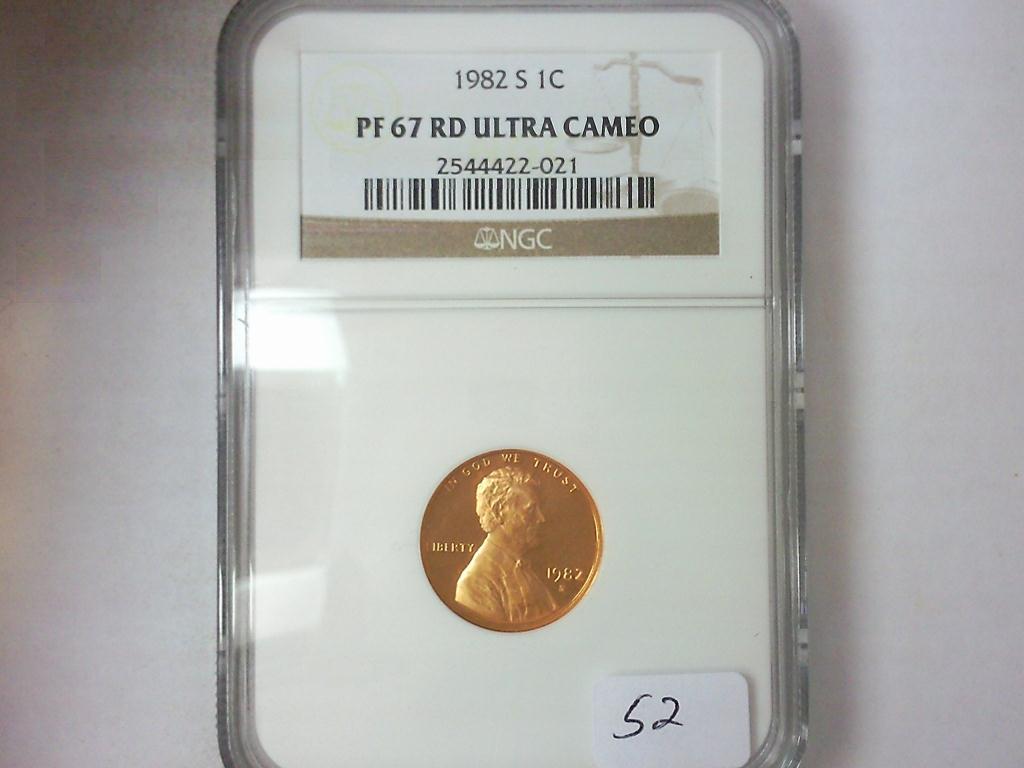 1982 S 1C
PF 67 RD ULTRA CAMEO
2544422-021
NGC
IN GOD WE TRUST
LIBERTY
1982
S
52